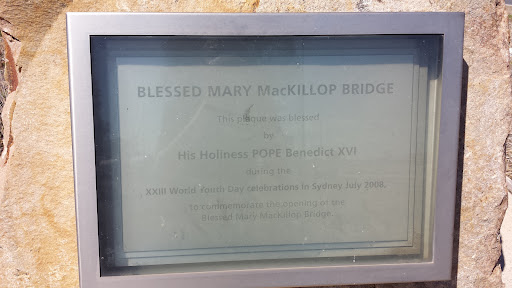 BLESSED MARY MacKILLOP BRIDGE
This plaque was blessed
by
His Holiness POPE Benedict XVI
during the
XXIII World Youth Day celebrations in Sydney July 2008,
to commemorate the opening of the
Blessed Mary Mackillop Bridge.